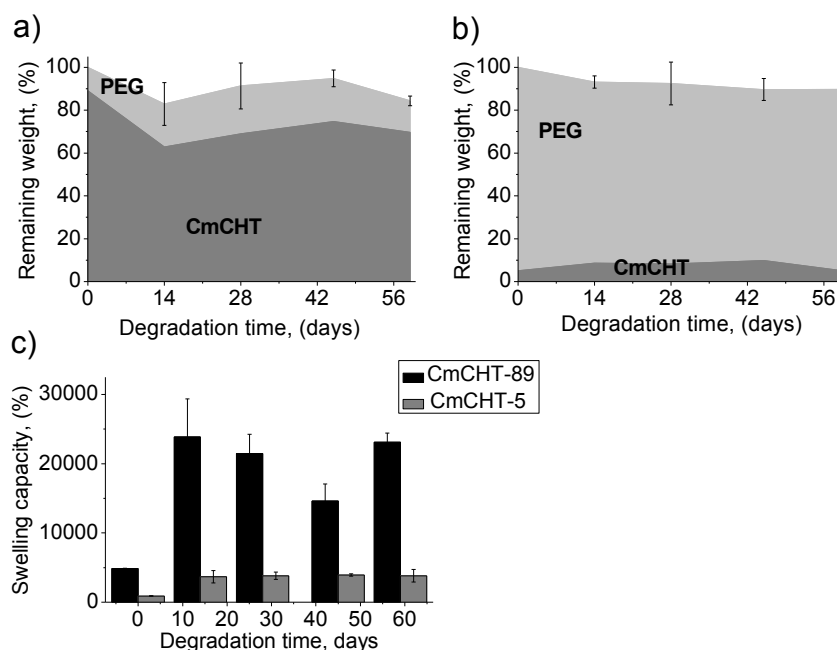 a)
100
80
60
40
20
0
Remaining weight, (%)
PEG
CmCHT
0 14 28 42 56
Degradation time, (days)
b)
100
80
60
40
20
0
Remaining weight, (%)
PEG
CmCHT
0 14 28 42 56
Degradation time, (days)
c)
CmCHT-89
CmCHT-5
30000
20000
10000
0
Swelling capacity, (%)
0 10 20 30 40 50 60
Degradation time, days